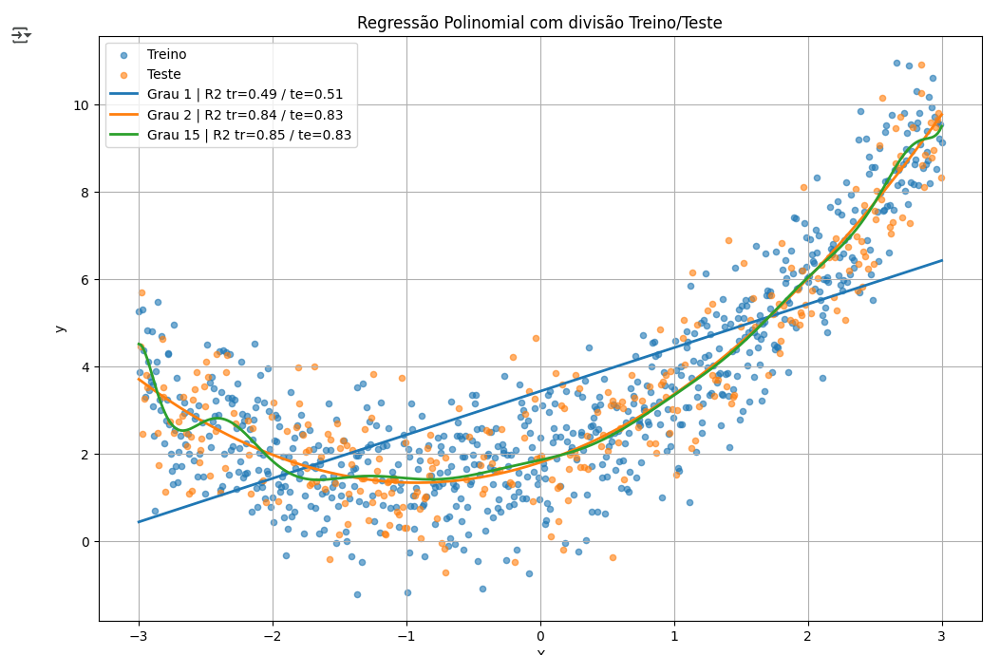 Regressão Polinomial com divisão Treino/Teste
Treino
Teste
Grau 1 | R2 tr=0.49 / te=0.51
Grau 2 | R2 tr=0.84 / te=0.83
Grau 15 | R2 tr=0.85 / te=0.83
10
8
6
4
2
0
y
−3
−2
−1
0
1
2
3
X